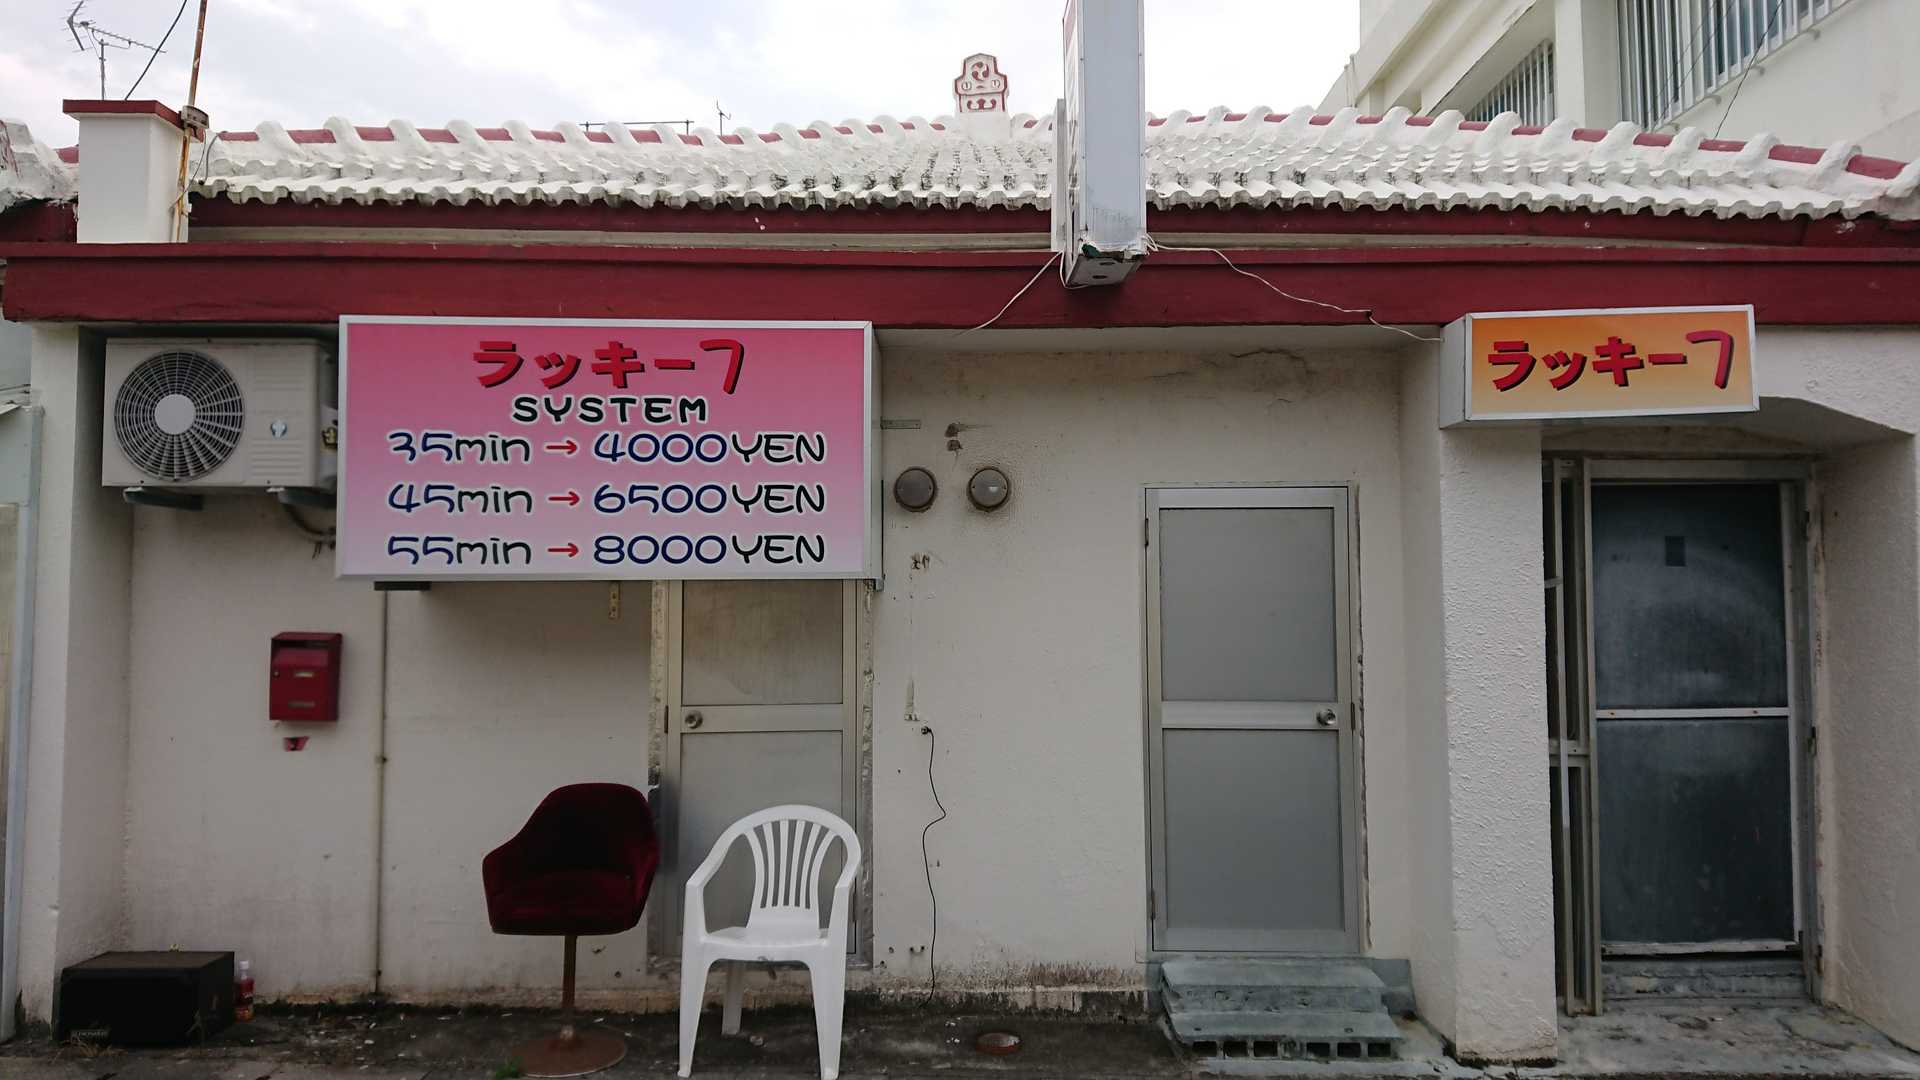 ラッキー7
SYSTEM
35min → 4000YEN
45min → 6500YEN
55min → 8000YEN
ラッキー7